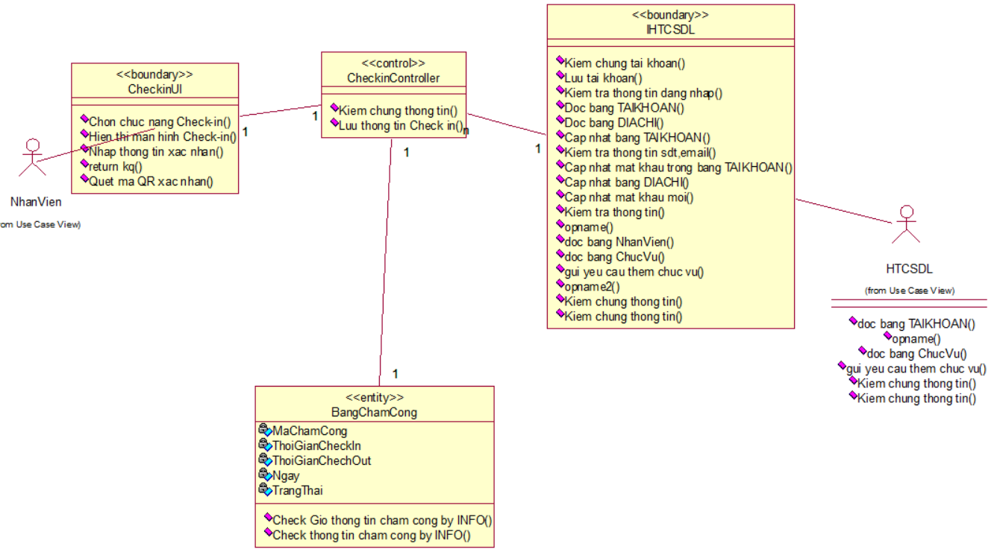 <<boundary>>
CheckinUI
Chon chuc nang Check-in()
Hien thi man hinh Check-in()
Nhap thong tin xac nhan()
return kq()
Quet ma QR xac nhan()
1
NhanVien
om Use Case View)
<<control>>
CheckinController
Kiem chung thong tin()
Luu thong tin Check in()
1
n
1
<<boundary>>
IHTCSDL
Kiem chung tai khoan()
Luu tai khoan()
Kiem tra thong tin dang nhap()
Doc bang TAIKHOAN()
Doc bang DIACHI()
Cap nhat bang TAIKHOAN()
Kiem tra thong tin sdt,email()
Cap nhat mat khau trong bang TAIKHOAN()
Cap nhat bang DIACHI()
Cap nhat mat khau moi()
Kiem tra thong tin()
opname()
doc bang NhanVien()
doc bang ChucVu()
gui yeu cau them chuc vu()
opname2()
Kiem chung thong tin()
Kiem chung thong tin()
1
HTCSDL
(from Use Case View)
doc bang TAIKHOAN()
opname()
doc bang ChucVu()
gui yeu cau them chuc vu()
Kiem chung thong tin()
Kiem chung thong tin()
1
<<entity>>
BangChamCong
MaChamCong
ThoiGianCheckIn
ThoiGianChechOut
Ngay
TrangThai
Check Gio thong tin cham cong by INFO()
Check thong tin cham cong by INFO()